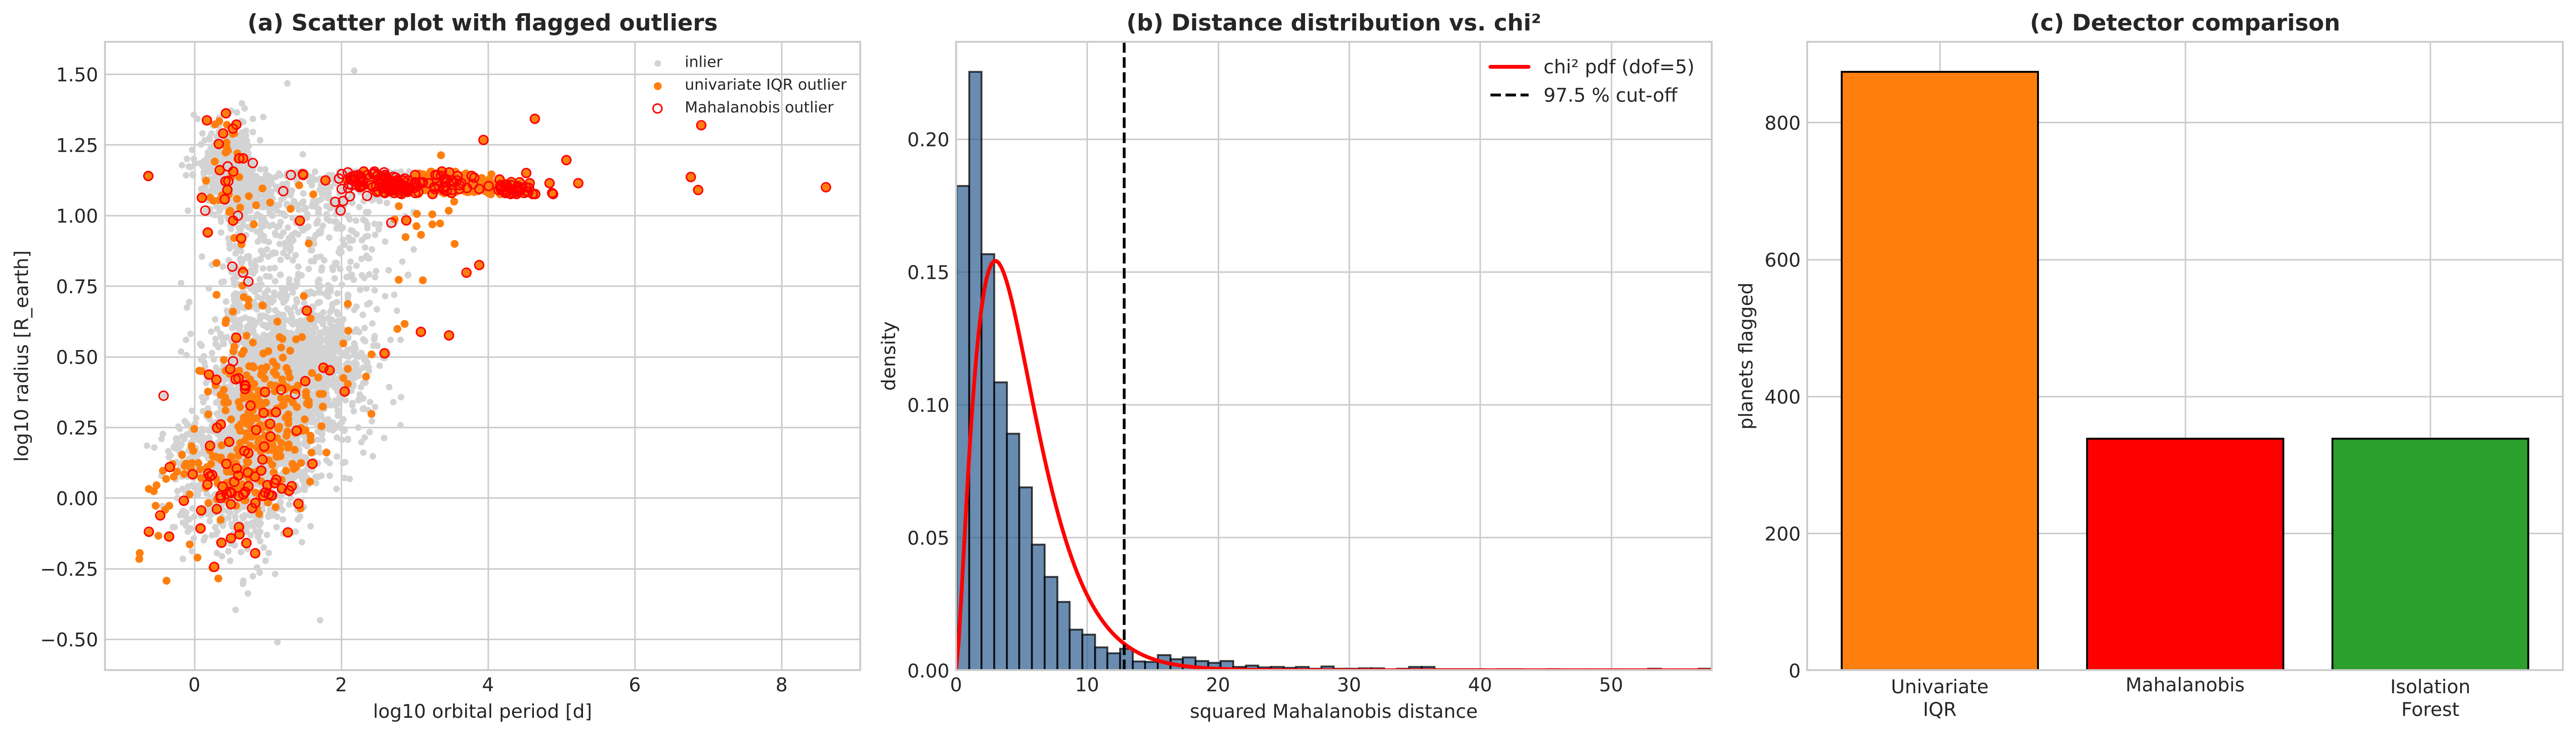 (a) Scatter plot with flagged outliers
inlier
univariate IQR outlier
Mahalanobis outlier
1.50
1.25
1.00
0.75
0.50
0.25
0.00
−0.25
−0.50
log10 radius [R_earth]
0 2 4 6 8
log10 orbital period [d]
(b) Distance distribution vs. chi²
chi² pdf (dof=5)
97.5 % cut-off
0.20
0.15
0.10
0.05
0.00
density
0 10 20 30 40 50
squared Mahalanobis distance
(c) Detector comparison
800
600
400
200
0
planets flagged
Univariate
IQR
Mahalanobis
Isolation
Forest